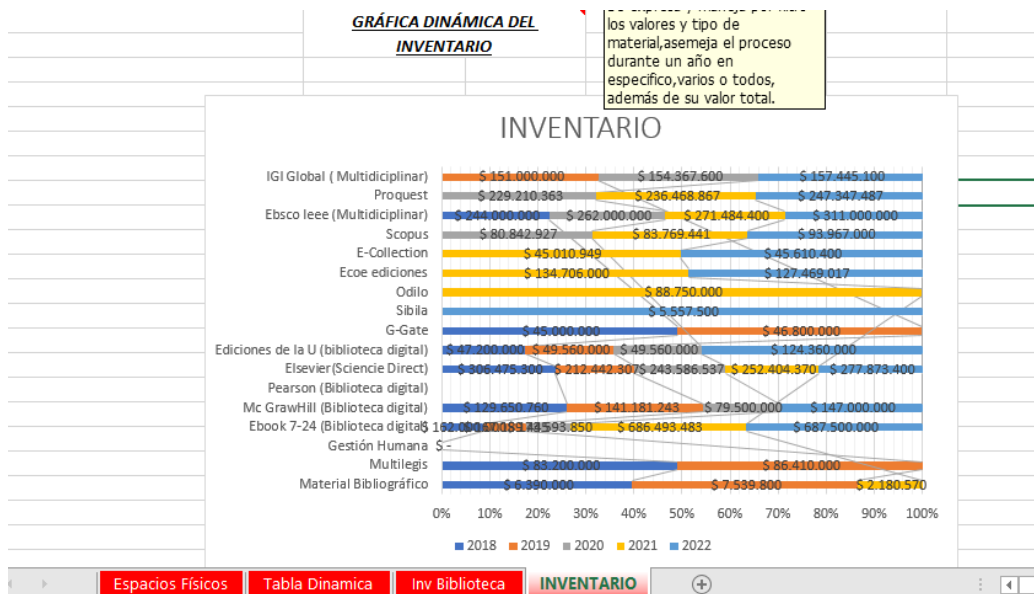 GRÁFICA DINÁMICA DEL
INVENTARIO
los valores y tipo de
material,asemeja el proceso
durante un año en
especifico,varios o todos,
además de su valor total.
INVENTARIO
IGI Global ( Multidiciplinar) $ 151.000.000 $ 154.367.600 $ 157.445.100
Proquest $ 229.210.363 $ 236.468.867 $ 247.347.487
Ebsco Ieee (Multidiciplinar) $ 244.000.000 $ 262.000.000 $ 271.484.400 $ 311.000.000
Scopus $ 80.842.927 $ 83.769.441 $ 93.967.000
E-Collection $ 45.010.949 $ 45.610.400
Ecoe ediciones $ 134.706.000 $ 127.469.017
Odilo $ 88.750.000
Sibila $ 5.557.500
G-Gate $ 45.000.000 $ 46.800.000
Ediciones de la U (biblioteca digital) $ 47.200.000 $ 49.560.000 $ 49.560.000 $ 124.360.000
Elsevier(Sciencie Direct) $ 306.475.300 $ 212.442.307 $ 243.586.537 $ 252.404.370 $ 277.873.400
Pearson (Biblioteca digital)
Mc GrawHill (Biblioteca digital) $ 129.650.760 $ 141.181.243 $ 79.500.000 $ 147.000.000
Ebook 7-24 (Biblioteca digital) $ 686.493.483 $ 687.500.000
Gestión Humana $ -
Multilegis $ 83.200.000 $ 86.410.000
Material Bibliográfico $ 6.390.000 $ 7.539.800 $ 2.180.570
0% 10% 20% 30% 40% 50% 60% 70% 80% 90% 100%
2018 2019 2020 2021 2022
Espacios Físicos Tabla Dinamica Inv Biblioteca INVENTARIO